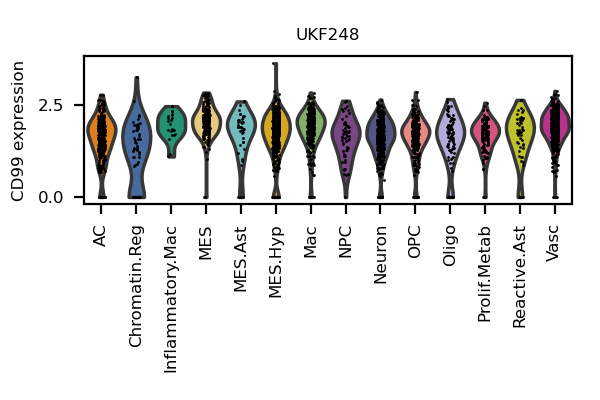 UKF248
CD99 expression
2.5
0.0
AC
Chromatin.Reg
Inflammatory.Mac
MES
MES.Ast
MES.Hyp
Mac
NPC
Neuron
OPC
Oligo
Prolif.Metab
Reactive.Ast
Vasc